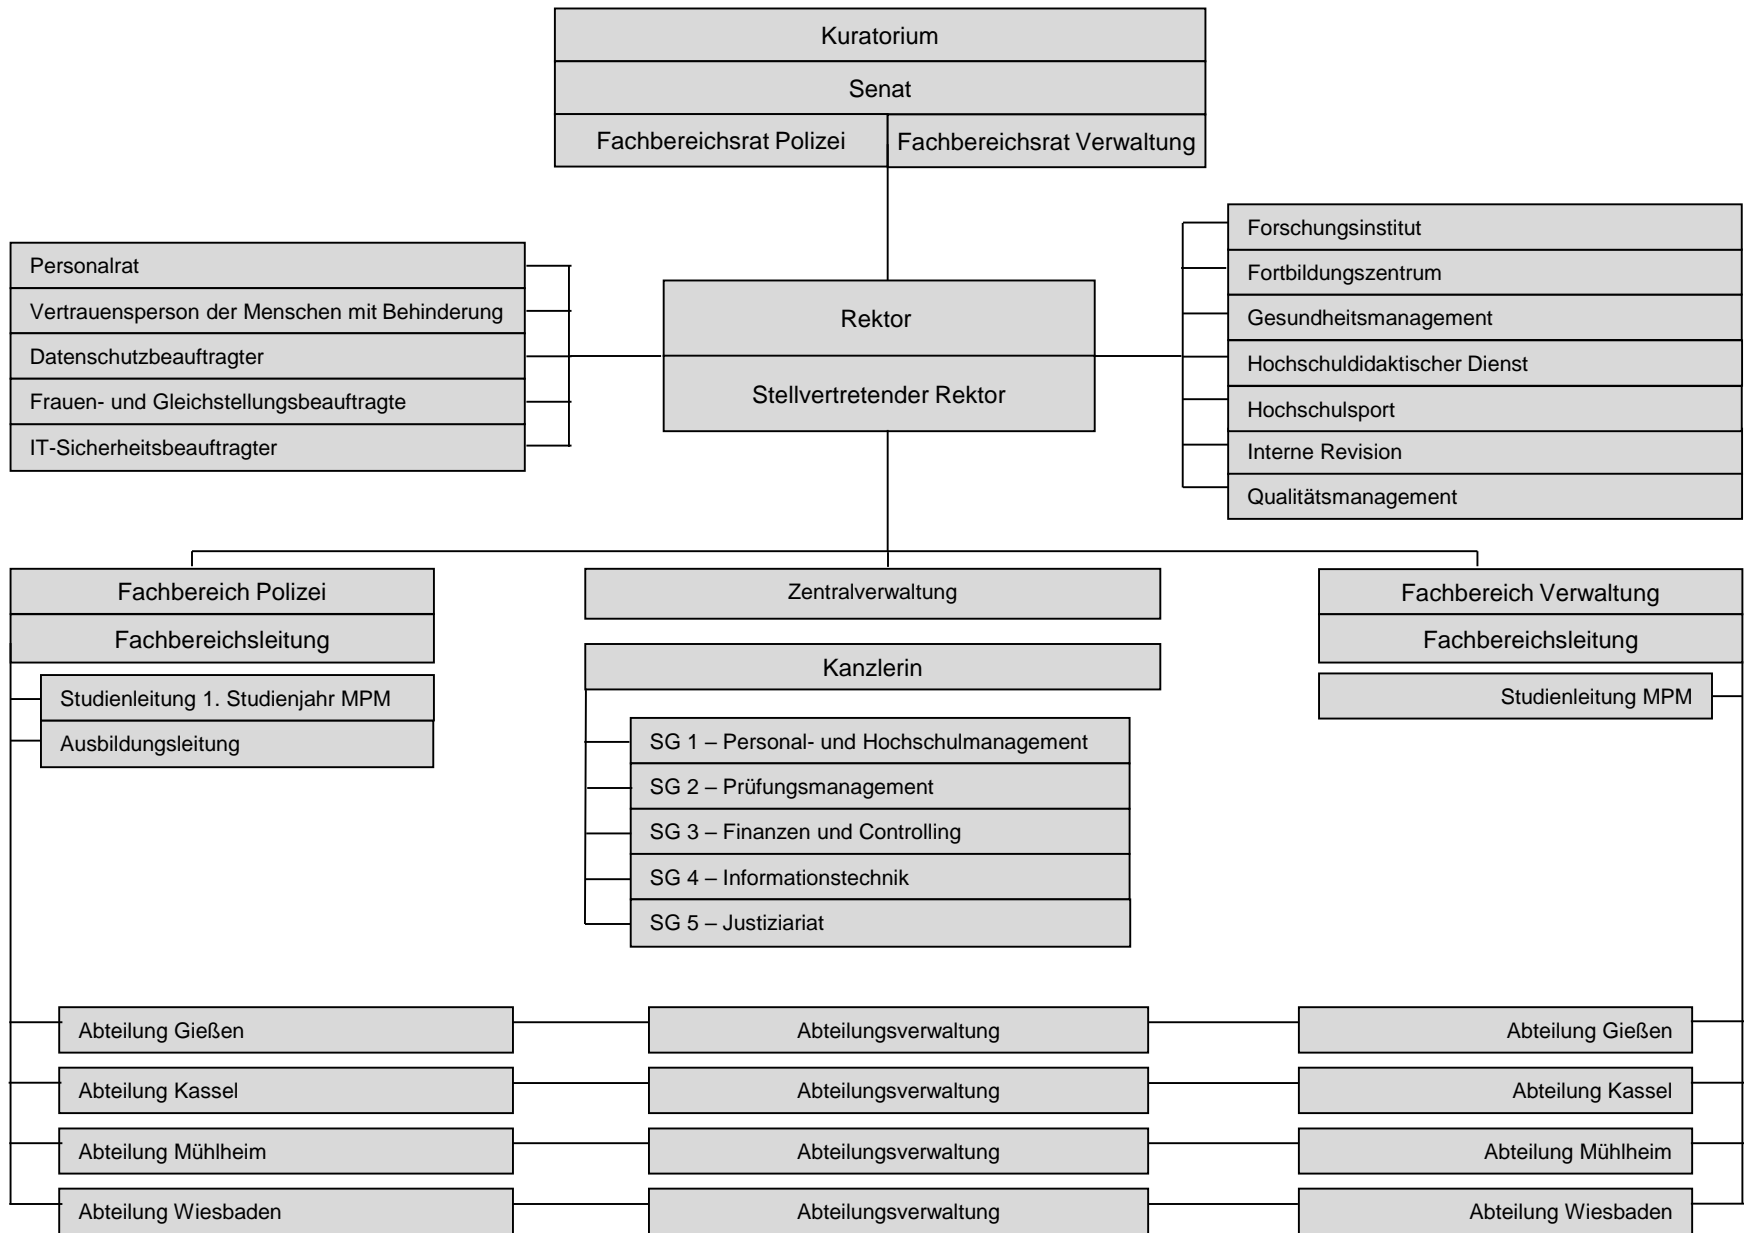 Kuratorium
Senat
Fachbereichsrat Polizei
Fachbereichsrat Verwaltung
Personalrat
Vertrauensperson der Menschen mit Behinderung
Datenschutzbeauftragter
Frauen- und Gleichstellungsbeauftragte
IT-Sicherheitsbeauftragter
Rektor
Stellvertretender Rektor
Forschungsinstitut
Fortbildungszentrum
Gesundheitsmanagement
Hochschuldidaktischer Dienst
Hochschulsport
Interne Revision
Qualitätsmanagement
Fachbereich Polizei
Fachbereichsleitung
Studienleitung 1. Studienjahr MPM
Ausbildungsleitung
Zentralverwaltung
Kanzlerin
SG 1 – Personal- und Hochschulmanagement
SG 2 – Prüfungsmanagement
SG 3 – Finanzen und Controlling
SG 4 – Informationstechnik
SG 5 – Justiziariat
Fachbereich Verwaltung
Fachbereichsleitung
Studienleitung MPM
Abteilung Gießen
Abteilungsverwaltung
Abteilung Gießen
Abteilung Kassel
Abteilungsverwaltung
Abteilung Kassel
Abteilung Mühlheim
Abteilungsverwaltung
Abteilung Mühlheim
Abteilung Wiesbaden
Abteilungsverwaltung
Abteilung Wiesbaden